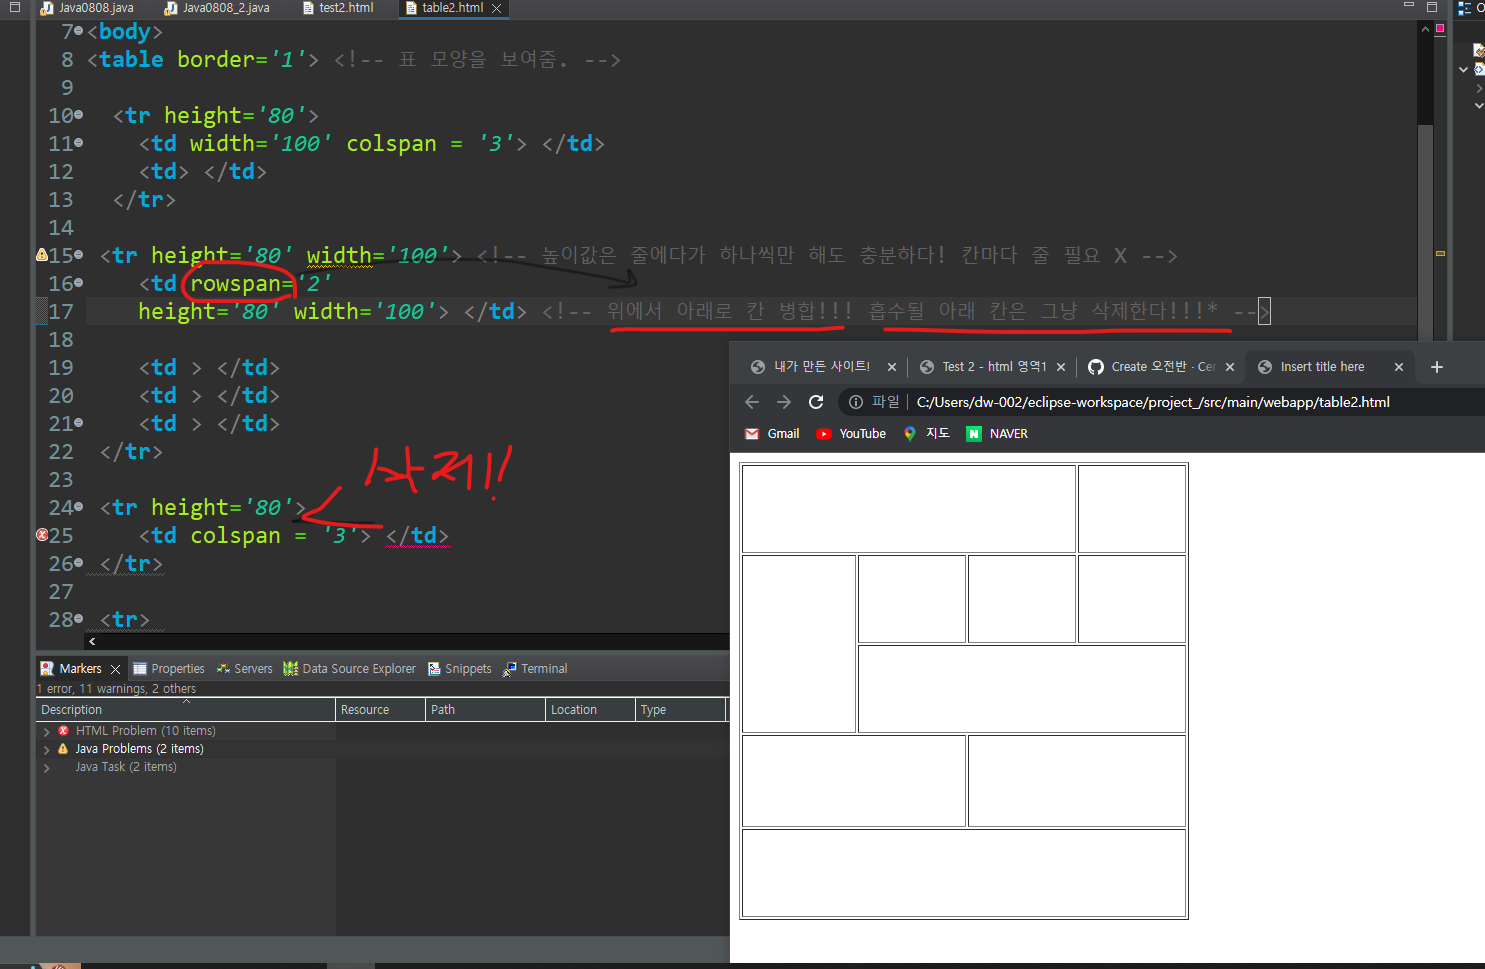 Java0808.java Java0808_2.java test2.html table2.html
7 <body>
8 <table border='1'> <!-- 표 모양을 보여줌. -->
9
10 <tr height='80'>
11 <td width='100' colspan = '3'> </td>
12 <td> </td>
13 </tr>
14
15 <tr height='80' width='100'> <!-- 높이값은 줄에다가 하나씩만 해도 충분하다! 칸마다 줄 필요 X -->
16 <td rowspan='2'
17 height='80' width='100'> </td> <!-- 위에서 아래로 칸 병합!!! 흡수될 아래 칸은 그냥 삭제한다!!!* -->
18
19 <td > </td>
20 <td > </td>
21 <td > </td>
22 </tr>
23
삭제!!
24 <tr height='80'>
25 <td colspan = '3'> </td>
26 </tr>
27
28 <tr>
Markers Properties Servers Data Source Explorer Snippets Terminal
1 error, 11 warnings, 2 others
Description Resource Path Location Type
HTML Problem (10 items)
Java Problems (2 items)
Java Task (2 items)
내가 만든 사이트! Test 2 - html 영역1 Create 오전반 · Cer Insert title here
파일 C:/Users/dw-002/eclipse-workspace/project_/src/main/webapp/table2.html
Gmail YouTube 지도 NAVER